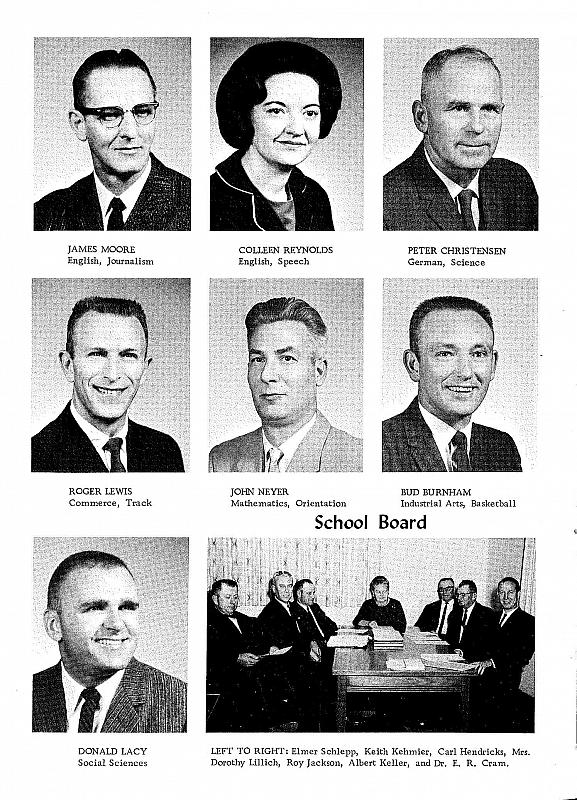 JAMES MOORE
English, Journalism
COLLEEN REYNOLDS
English, Speech
PETER CHRISTENSEN
German, Science
ROGER LEWIS
Commerce, Track
JOHN NEYER
Mathematics, Orientation
BUD BURNHAM
Industrial Arts, Basketball
School Board
DONALD LACY
Social Sciences
LEFT TO RIGHT: Elmer Schlepp, Keith Kehmier, Carl Hendricks, Mrs.
Dorothy Lillich, Roy Jackson, Albert Keller, and Dr. E. R. Cram.